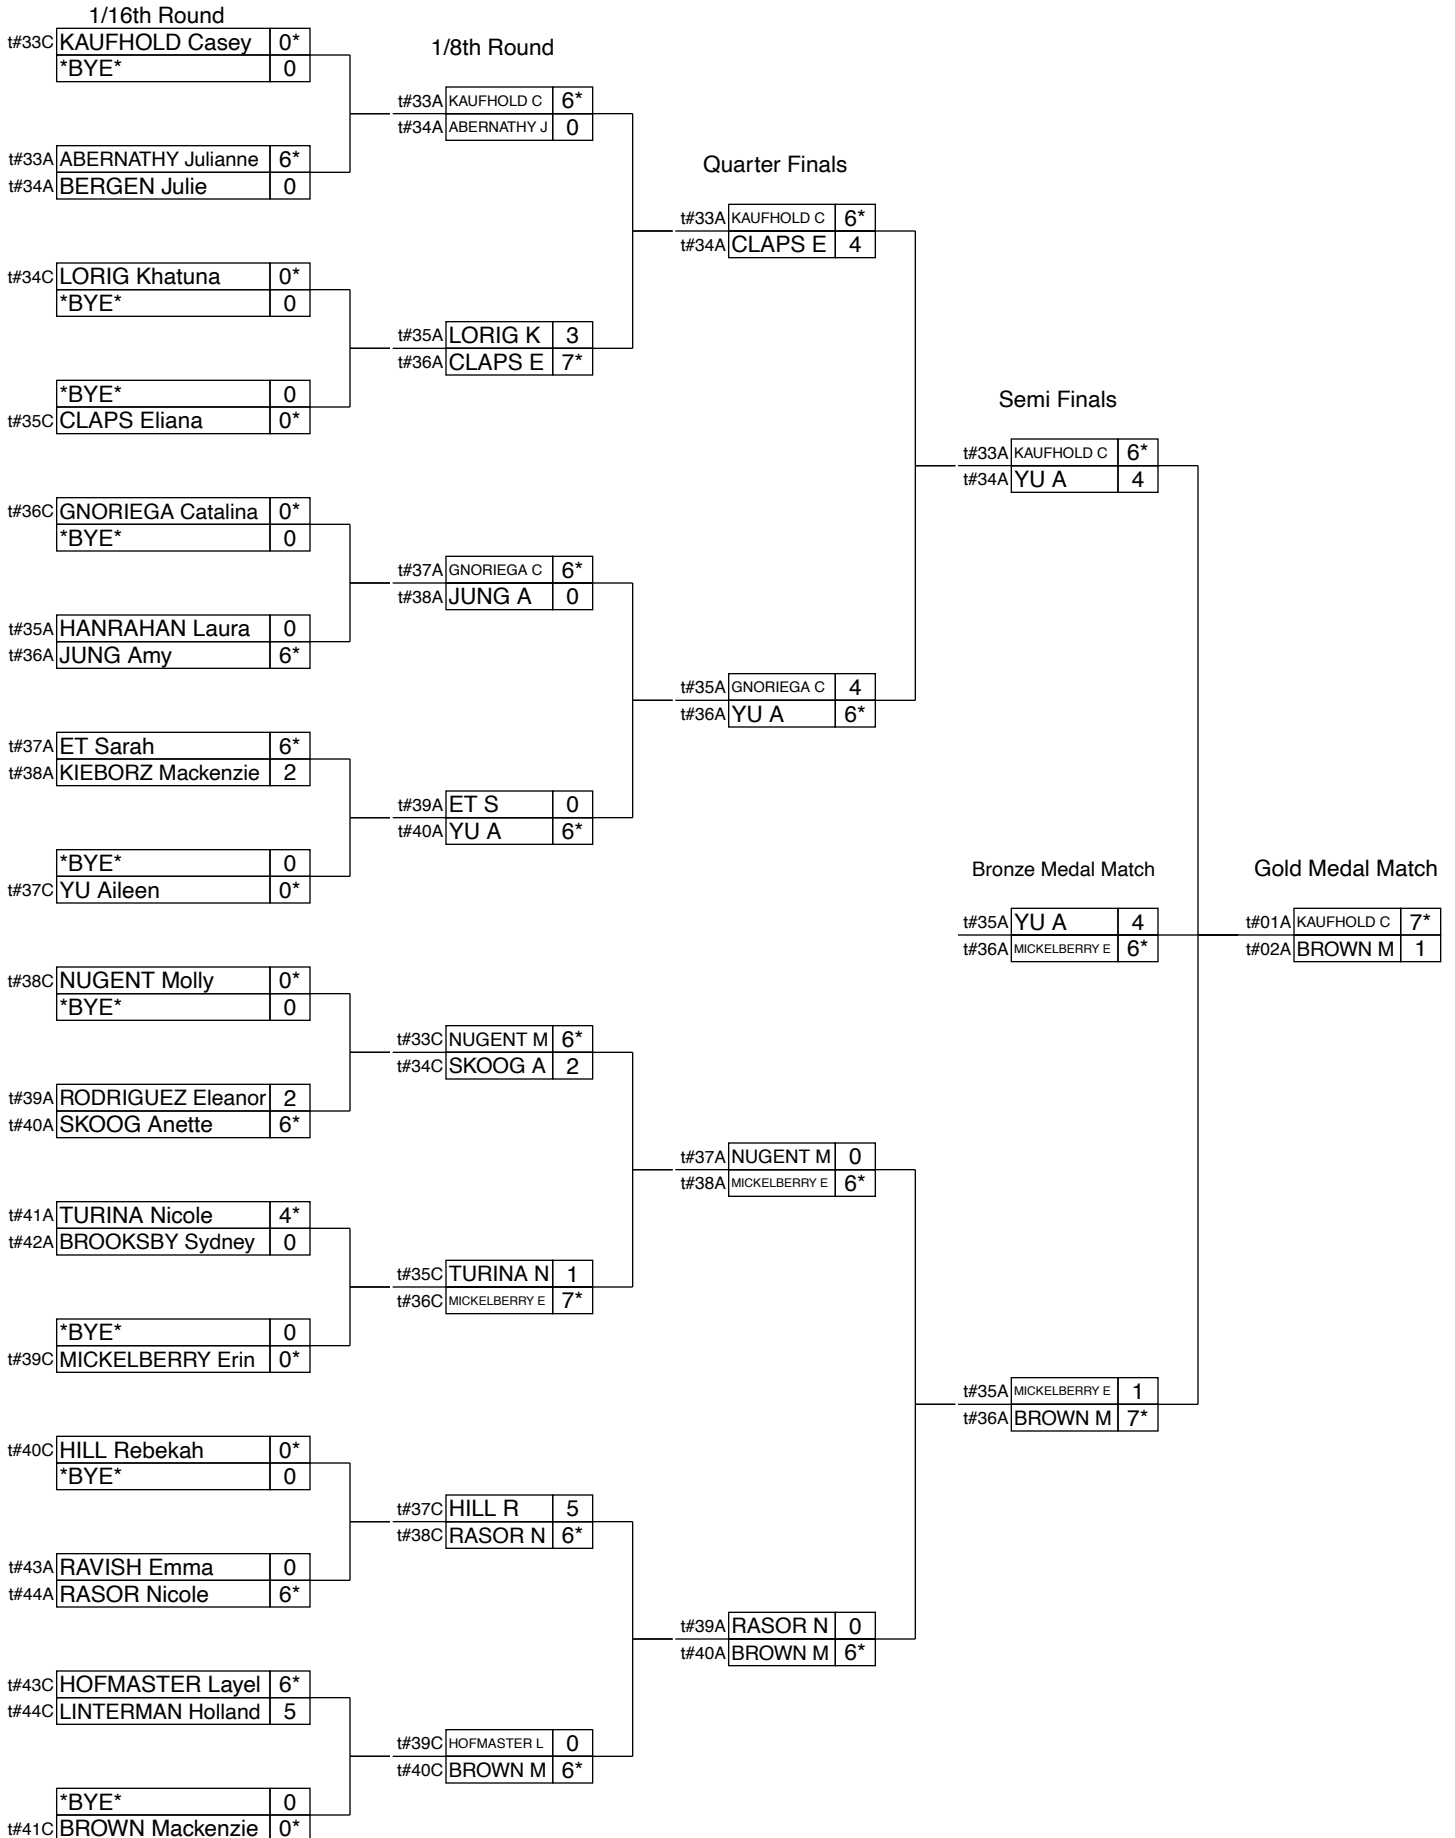 1/16th Round
t#33C KAUFHOLD Casey 0*
*BYE* 0
t#33A ABERNATHY Julianne 6*
t#34A BERGEN Julie 0
t#34C LORIG Khatuna 0*
*BYE* 0
*BYE* 0
t#35C CLAPS Eliana 0*
t#36C GNORIEGA Catalina 0*
*BYE* 0
t#35A HANRAHAN Laura 0
t#36A JUNG Amy 6*
t#37A ET Sarah 6*
t#38A KIEBORZ Mackenzie 2
*BYE* 0
t#37C YU Aileen 0*
t#38C NUGENT Molly 0*
*BYE* 0
t#39A RODRIGUEZ Eleanor 2
t#40A SKOOG Anette 6*
t#41A TURINA Nicole 4*
t#42A BROOKSBY Sydney 0
*BYE* 0
t#39C MICKELBERRY Erin 0*
t#40C HILL Rebekah 0*
*BYE* 0
t#43A RAVISH Emma 0
t#44A RASOR Nicole 6*
t#43C HOFMASTER Layel 6*
t#44C LINTERMAN Holland 5
*BYE* 0
t#41C BROWN Mackenzie 0*
1/8th Round
t#33A KAUFHOLD C 6*
t#34A ABERNATHY J 0
t#35A LORIG K 3
t#36A CLAPS E 7*
t#37A GNORIEGA C 6*
t#38A JUNG A 0
t#39A ET S 0
t#40A YU A 6*
t#33C NUGENT M 6*
t#34C SKOOG A 2
t#35C TURINA N 1
t#36C MICKELBERRY E 7*
t#37C HILL R 5
t#38C RASOR N 6*
t#39C HOFMASTER L 0
t#40C BROWN M 6*
Quarter Finals
t#33A KAUFHOLD C 6*
t#34A CLAPS E 4
t#35A GNORIEGA C 4
t#36A YU A 6*
t#37A NUGENT M 0
t#38A MICKELBERRY E 6*
t#39A RASOR N 0
t#40A BROWN M 6*
Semi Finals
t#33A KAUFHOLD C 6*
t#34A YU A 4
t#35A MICKELBERRY E 1
t#36A BROWN M 7*
Bronze Medal Match
t#35A YU A 4
t#36A MICKELBERRY E 6*
Gold Medal Match
t#01A KAUFHOLD C 7*
t#02A BROWN M 1